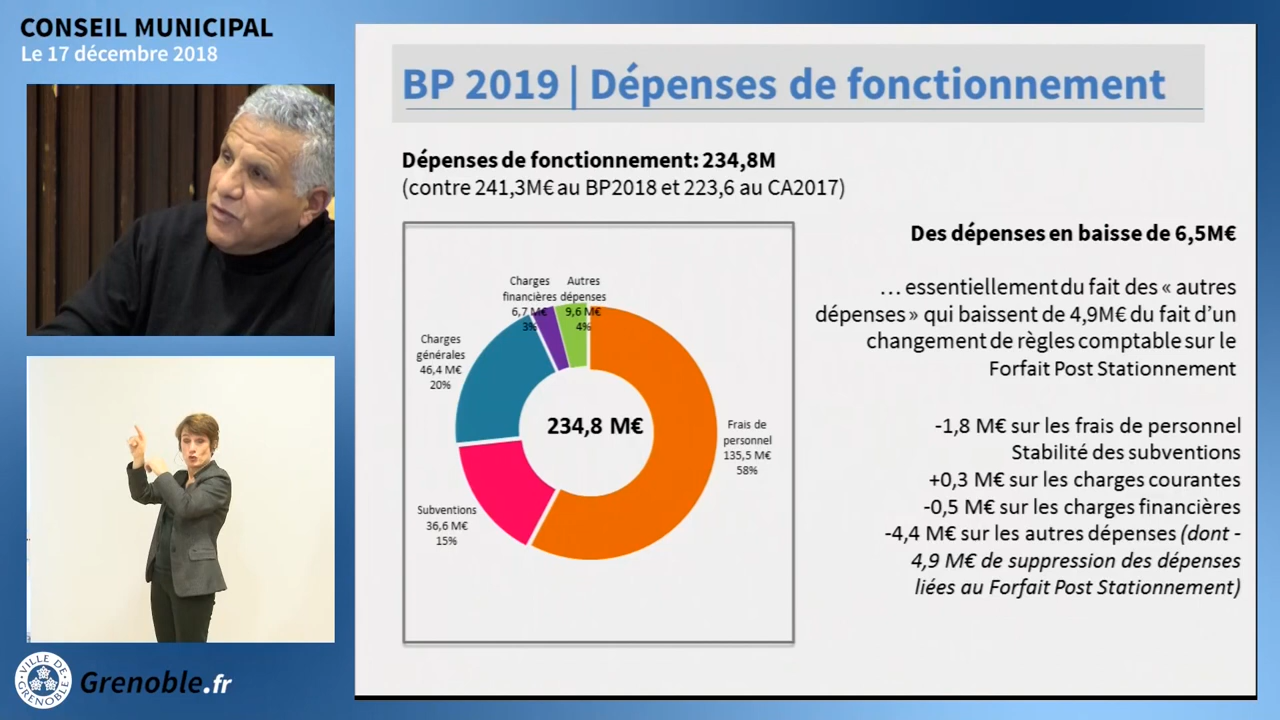 CONSEIL MUNICIPAL
Le 17 décembre 2018
BP 2019 | Dépenses de fonctionnement
Dépenses de fonctionnement: 234,8M
(contre 241,3M€ au BP2018 et 223,6 au CA2017)
Charges
financières
6,7 M€
3%
Autres
dépenses
9,6 M€
4%
Charges
générales
46,4 M€
20%
234,8 M€
Frais de
personnel
135,5 M€
58%
Subventions
36,6 M€
15%
Des dépenses en baisse de 6,5M€
… essentiellement du fait des « autres
dépenses » qui baissent de 4,9M€ du fait d’un
changement de règles comptable sur le
Forfait Post Stationnement
-1,8 M€ sur les frais de personnel
Stabilité des subventions
+0,3 M€ sur les charges courantes
-0,5 M€ sur les charges financières
-4,4 M€ sur les autres dépenses (dont -
4,9 M€ de suppression des dépenses
liées au Forfait Post Stationnement)
VILLE DE
GRENOBLE
Grenoble.fr